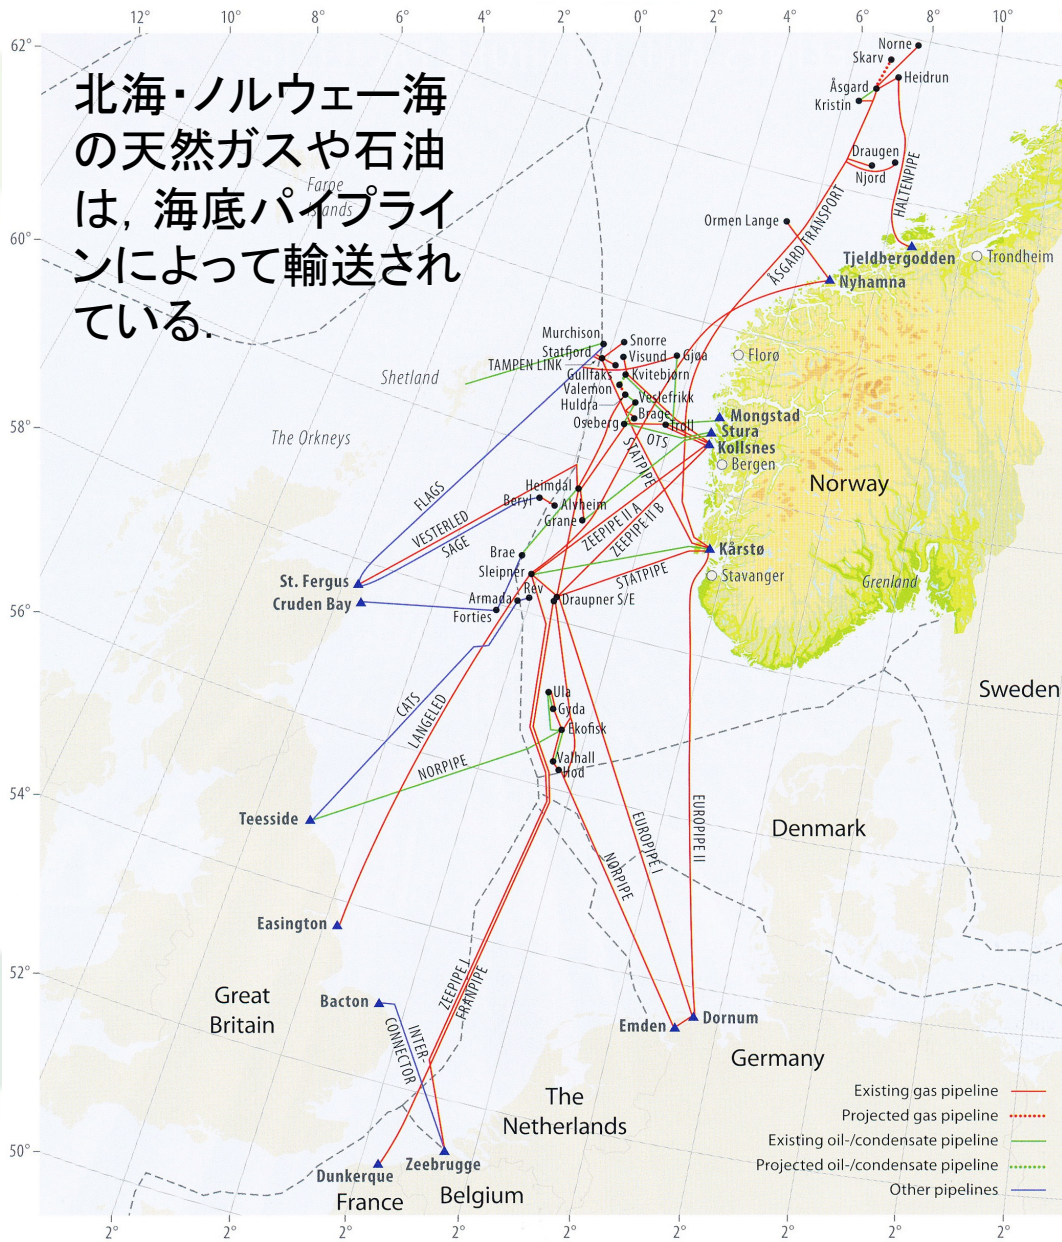 12°
10°
8°
6°
4°
2°
0°
2°
4°
6°
8°
10°
62°
60°
58°
56°
54°
52°
50°
北海・ノルウェー海
の天然ガスや石油
は，海底パイプライ
ンによって輸送され
ている．
Faroe
Islands
Norne
Skarv
Åsgard
Heidrun
Kristin
Draugen
Njord
HALTENPIPE
Ormen Lange
ÅSGARD TRANSPORT
Tjeldbergodden
Trondheim
Nyhamna
Murchison
Snorre
Statfjord
Visund
Gjøa
Florø
TAMPEN LINK
Gullfaks
Kvitebjørn
Shetland
Valemon
Huldra
Veslefrikk
Brage
Oseberg
Troll
Mongstad
Stura
Kollsnes
Bergen
OTS
STATPIPE
The Orkneys
Norway
FLAGS
Heimdal
Beryl
Alvheim
Grane
VESTERLED
SAGE
ZEEPIPE II A
ZEEPIPE II B
Brae
Kårstø
Sleipner
STATPIPE
Stavanger
Grenland
St. Fergus
Cruden Bay
Rev
Armada
Draupner S/E
Forties
Sweden
CATS
LANGELED
Ula
Gyda
Ekofisk
NORPIPE
Valhall
Hod
Teesside
EUROPIPE II
EUROPIPE I
NORPIPE
Denmark
Easington
ZEEPIPE I
FRANPIPE
Great
Britain
Bacton
INTER-
CONNECTOR
Emden
Dornum
Germany
The
Netherlands
Existing gas pipeline
Projected gas pipeline
Existing oil-/condensate pipeline
Projected oil-/condensate pipeline
Other pipelines
Zeebrugge
Dunkerque
France
Belgium
2°
0°
2°
2°
2°
2°
2°
2°
2°